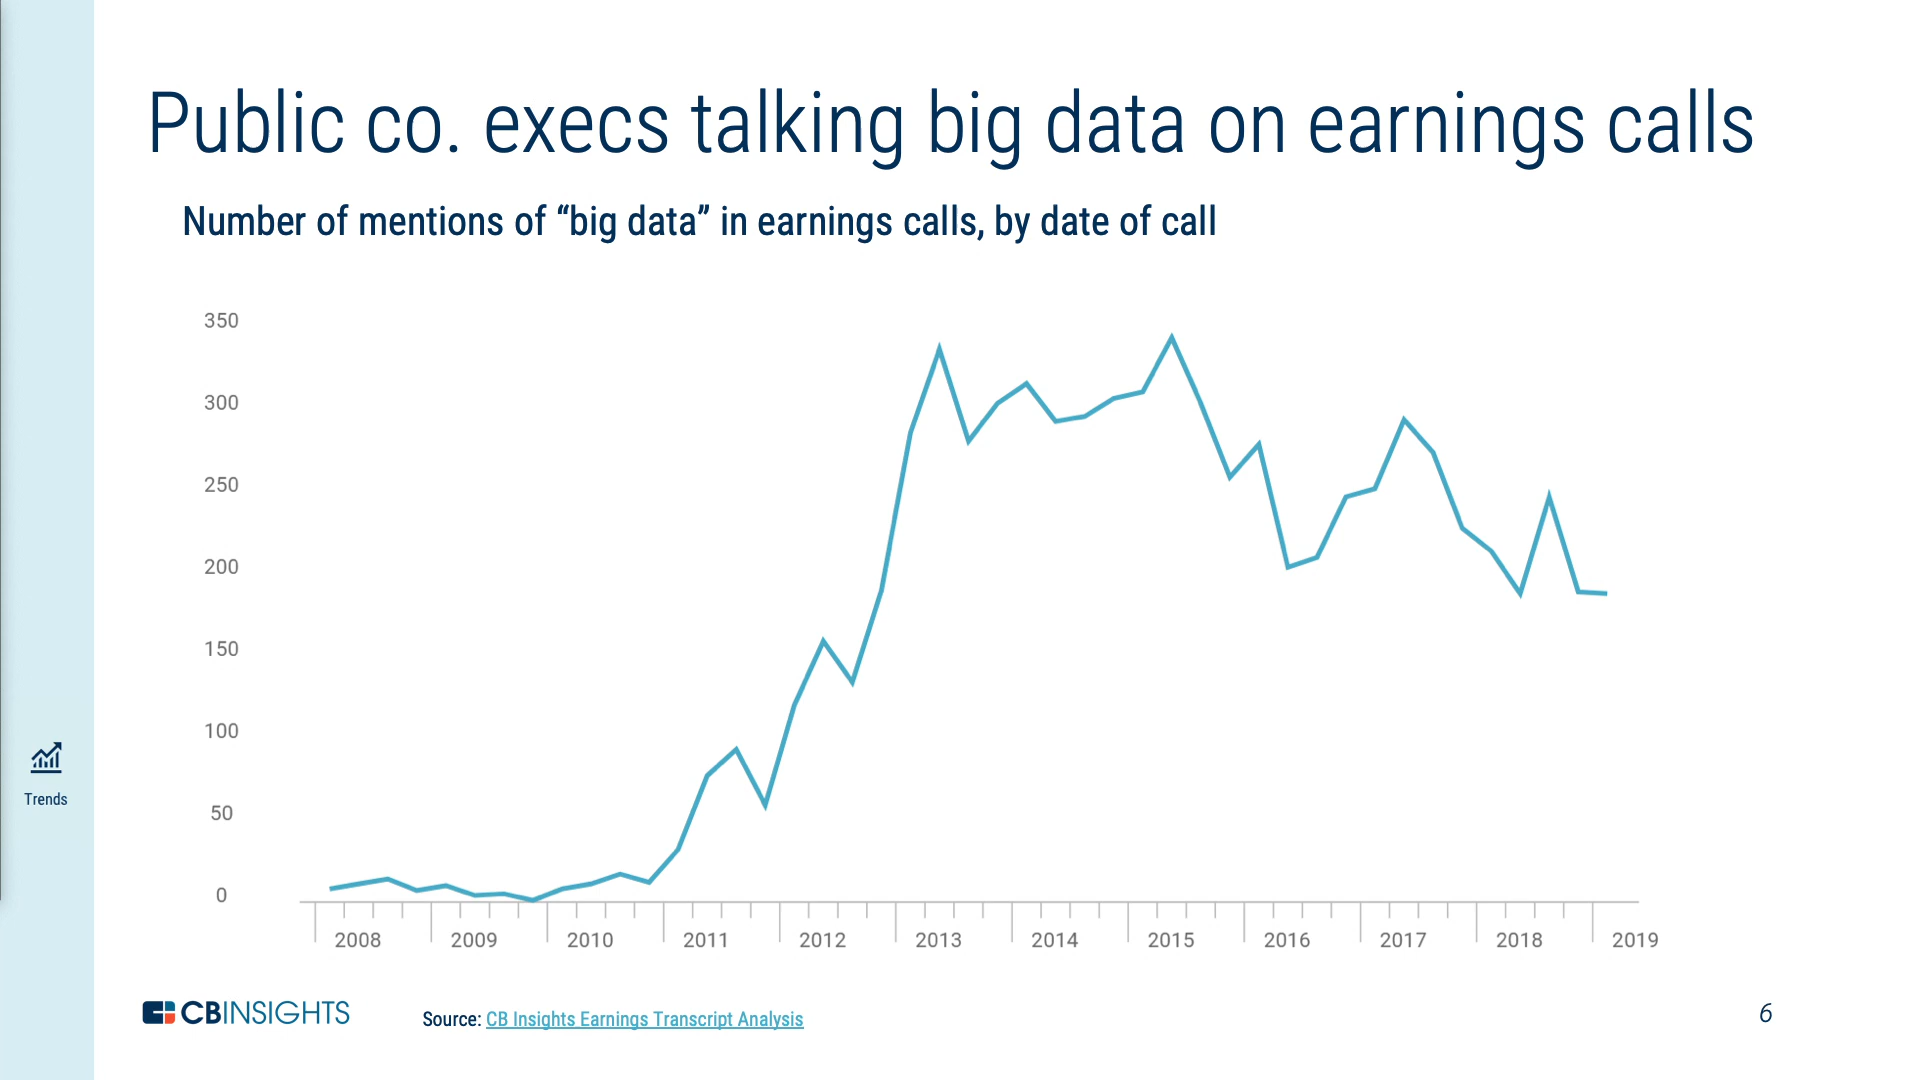 Public co. execs talking big data on earnings calls
Number of mentions of “big data” in earnings calls, by date of call
350
300
250
200
150
100
50
0
2008 2009 2010 2011 2012 2013 2014 2015 2016 2017 2018 2019
Trends
CBINSIGHTS
Source: CB Insights Earnings Transcript Analysis
6